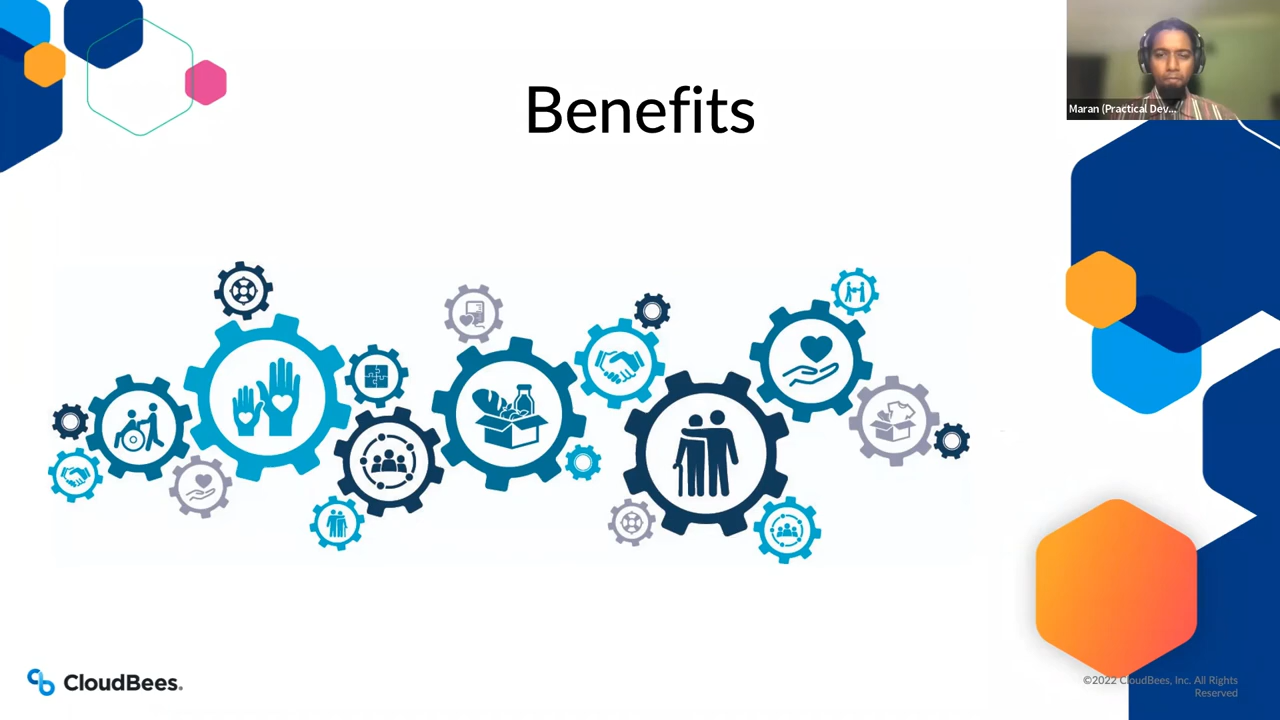 Benefits
Maran (Practical Dev...
CloudBees.
©2022 CloudBees, Inc. All Rights
Reserved